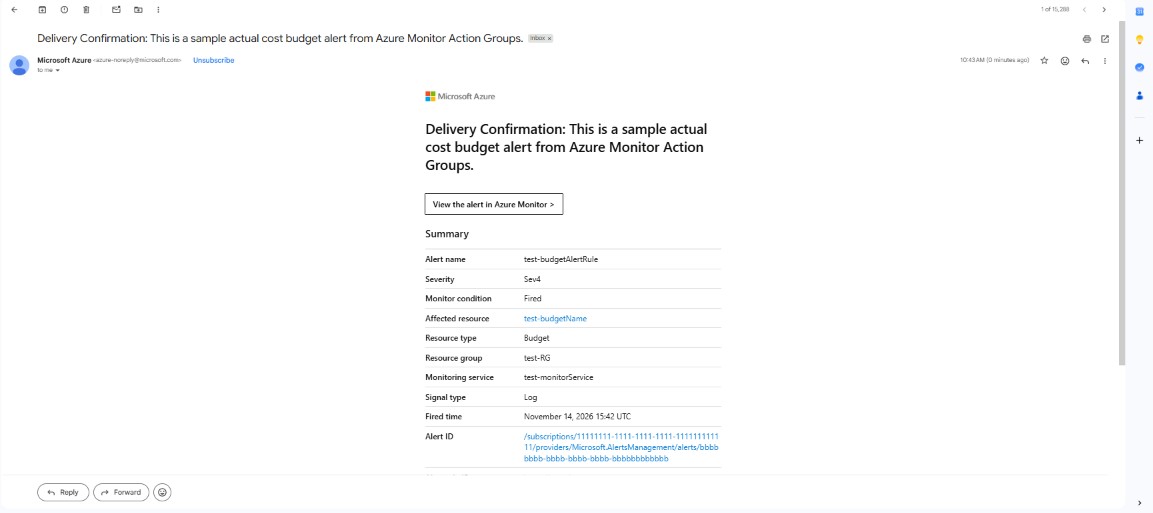 1 of 15,288
Delivery Confirmation: This is a sample actual cost budget alert from Azure Monitor Action Groups. Inbox x
Microsoft Azure <azure-noreply@microsoft.com> Unsubscribe 10:43 AM (0 minutes ago)
to me
Microsoft Azure
Delivery Confirmation: This is a sample actual
cost budget alert from Azure Monitor Action
Groups.
View the alert in Azure Monitor >
Summary
Alert name test-budgetAlertRule
Severity Sev4
Monitor condition Fired
Affected resource test-budgetName
Resource type Budget
Resource group test-RG
Monitoring service test-monitorService
Signal type Log
Fired time November 14, 2026 15:42 UTC
Alert ID /subscriptions/11111111-1111-1111-1111-1111111111
11/providers/Microsoft.AlertsManagement/alerts/bbbb
bbbb-bbbb-bbbb-bbbb-bbbbbbbbbbbb
Reply Forward